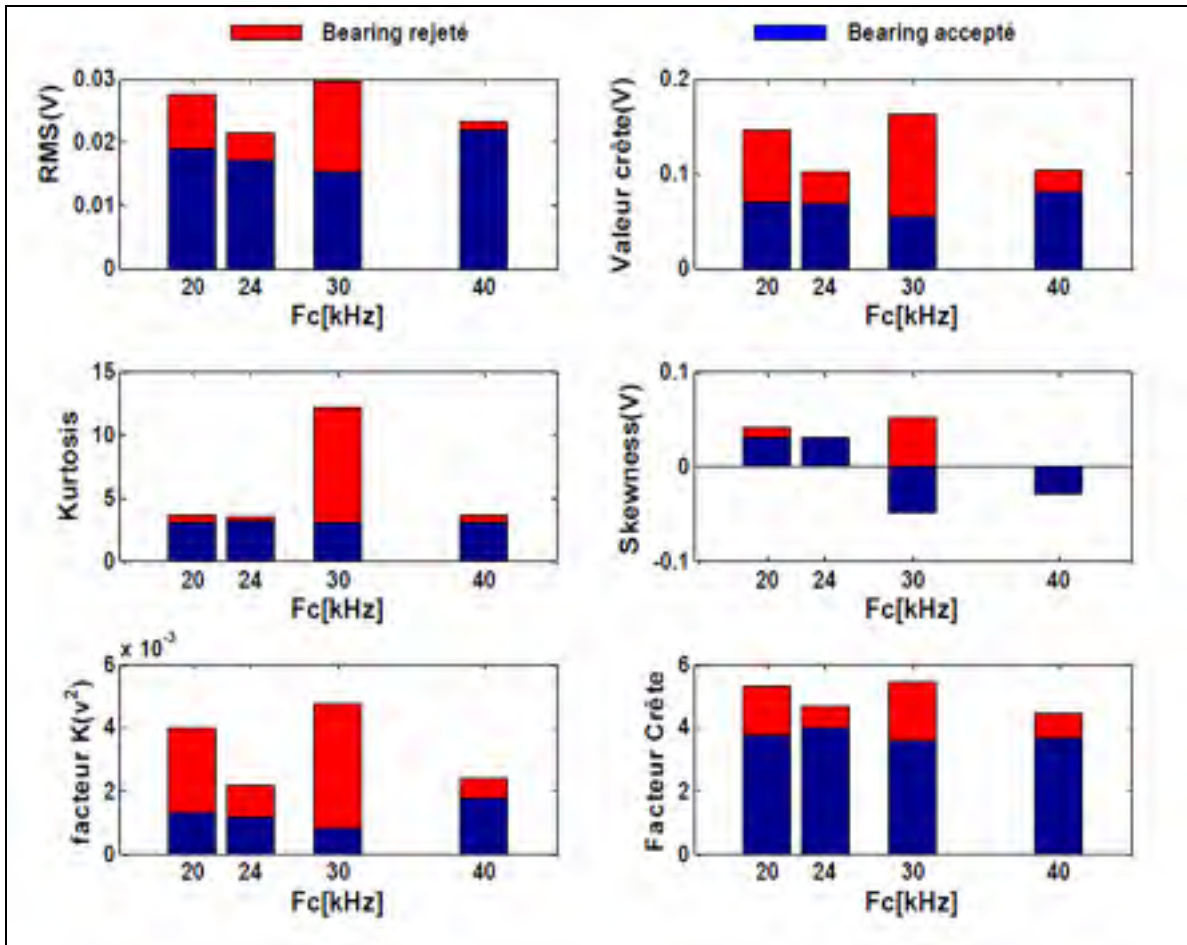 Bearing rejeté
Bearing accepté
RMS(V)
0.03
0.02
0.01
0
20 24 30 40
Fc[kHz]
Valeur crête(V)
0.2
0.1
0
20 24 30 40
Fc[kHz]
Kurtosis
15
10
5
0
20 24 30 40
Fc[kHz]
Skewness(V)
0.1
0
-0.1
20 24 30 40
Fc[kHz]
x 10⁻³
facteur K(v²)
6
4
2
0
20 24 30 40
Fc[kHz]
Facteur Crête
6
4
2
0
20 24 30 40
Fc[kHz]